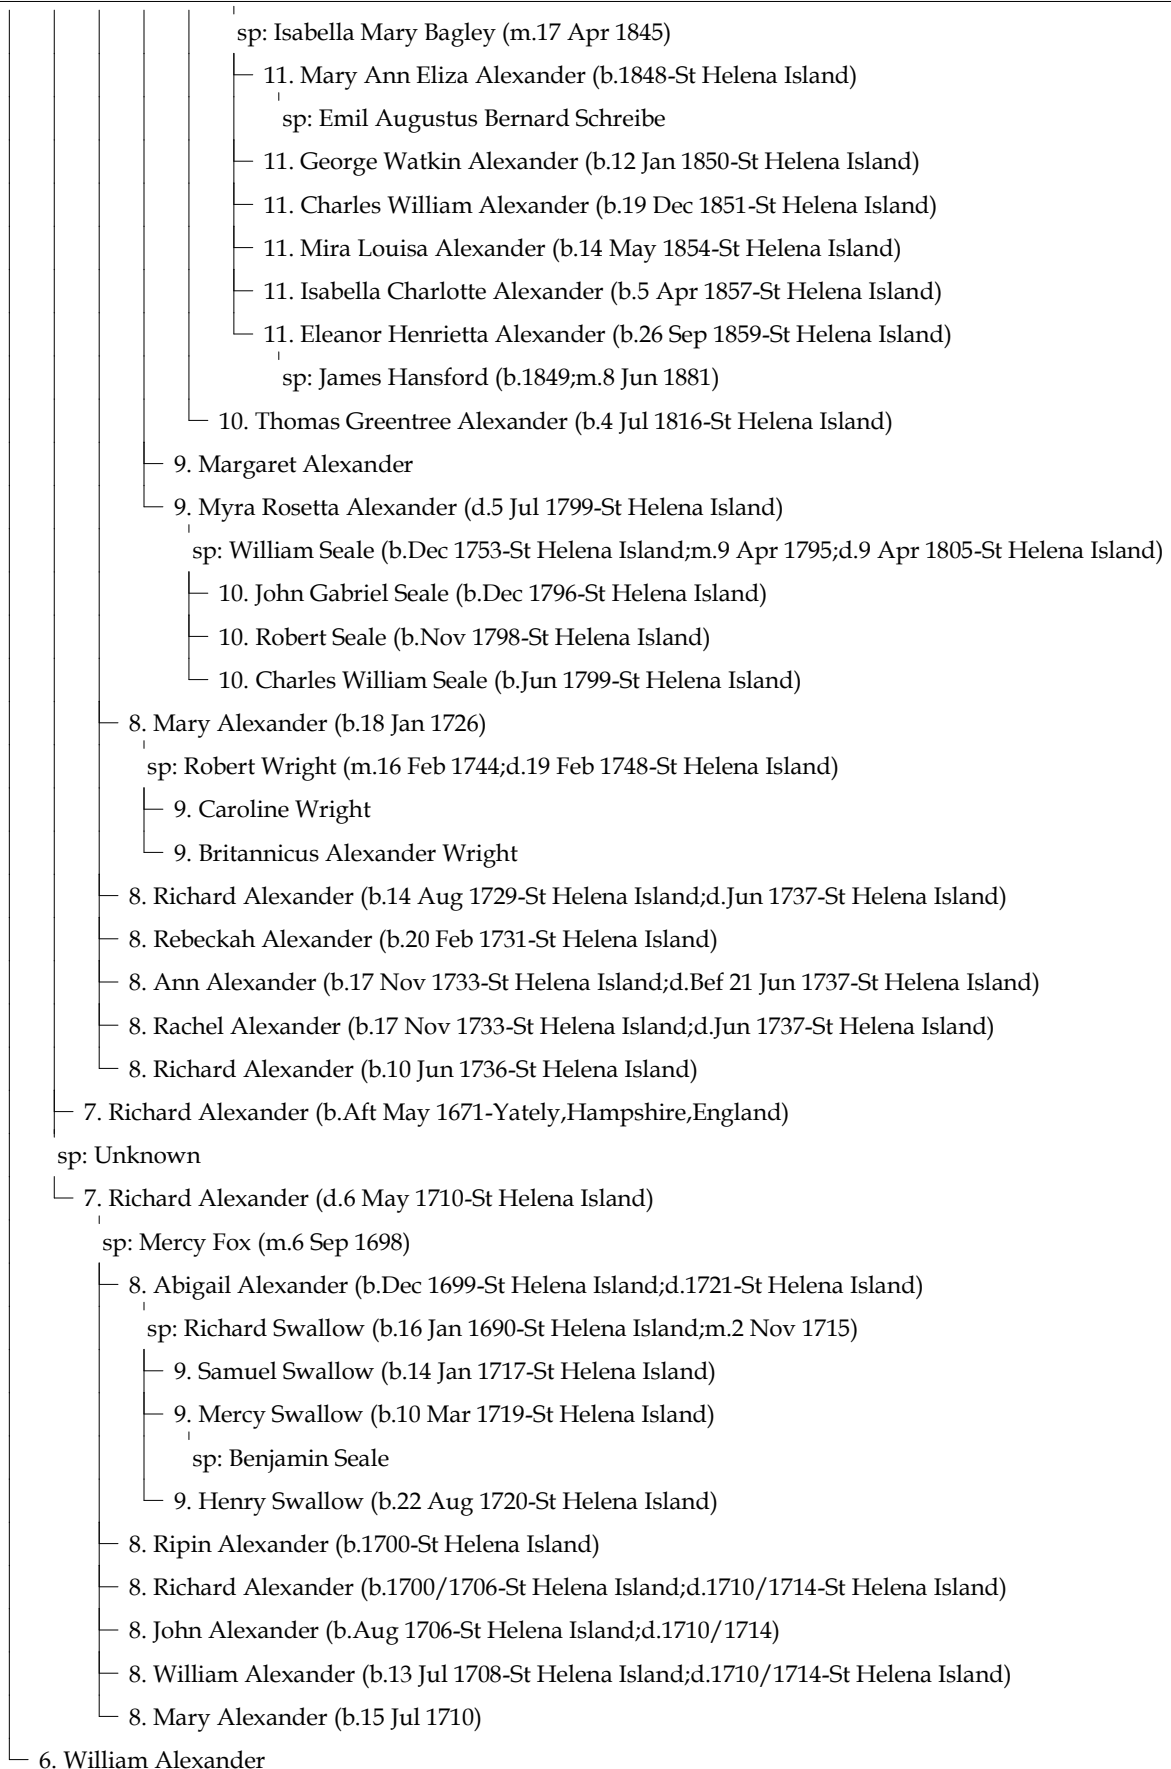 sp: Isabella Mary Bagley (m.17 Apr 1845)
11. Mary Ann Eliza Alexander (b.1848-St Helena Island)
sp: Emil Augustus Bernard Schreibe
11. George Watkin Alexander (b.12 Jan 1850-St Helena Island)
11. Charles William Alexander (b.19 Dec 1851-St Helena Island)
11. Mira Louisa Alexander (b.14 May 1854-St Helena Island)
11. Isabella Charlotte Alexander (b.5 Apr 1857-St Helena Island)
11. Eleanor Henrietta Alexander (b.26 Sep 1859-St Helena Island)
sp: James Hansford (b.1849;m.8 Jun 1881)
10. Thomas Greentree Alexander (b.4 Jul 1816-St Helena Island)
9. Margaret Alexander
9. Myra Rosetta Alexander (d.5 Jul 1799-St Helena Island)
sp: William Seale (b.Dec 1753-St Helena Island;m.9 Apr 1795;d.9 Apr 1805-St Helena Island)
10. John Gabriel Seale (b.Dec 1796-St Helena Island)
10. Robert Seale (b.Nov 1798-St Helena Island)
10. Charles William Seale (b.Jun 1799-St Helena Island)
8. Mary Alexander (b.18 Jan 1726)
sp: Robert Wright (m.16 Feb 1744;d.19 Feb 1748-St Helena Island)
9. Caroline Wright
9. Britannicus Alexander Wright
8. Richard Alexander (b.14 Aug 1729-St Helena Island;d.Jun 1737-St Helena Island)
8. Rebeckah Alexander (b.20 Feb 1731-St Helena Island)
8. Ann Alexander (b.17 Nov 1733-St Helena Island;d.Bef 21 Jun 1737-St Helena Island)
8. Rachel Alexander (b.17 Nov 1733-St Helena Island;d.Jun 1737-St Helena Island)
8. Richard Alexander (b.10 Jun 1736-St Helena Island)
7. Richard Alexander (b.Aft May 1671-Yately,Hampshire,England)
sp: Unknown
7. Richard Alexander (d.6 May 1710-St Helena Island)
sp: Mercy Fox (m.6 Sep 1698)
8. Abigail Alexander (b.Dec 1699-St Helena Island;d.1721-St Helena Island)
sp: Richard Swallow (b.16 Jan 1690-St Helena Island;m.2 Nov 1715)
9. Samuel Swallow (b.14 Jan 1717-St Helena Island)
9. Mercy Swallow (b.10 Mar 1719-St Helena Island)
sp: Benjamin Seale
9. Henry Swallow (b.22 Aug 1720-St Helena Island)
8. Ripin Alexander (b.1700-St Helena Island)
8. Richard Alexander (b.1700/1706-St Helena Island;d.1710/1714-St Helena Island)
8. John Alexander (b.Aug 1706-St Helena Island;d.1710/1714)
8. William Alexander (b.13 Jul 1708-St Helena Island;d.1710/1714-St Helena Island)
8. Mary Alexander (b.15 Jul 1710)
6. William Alexander